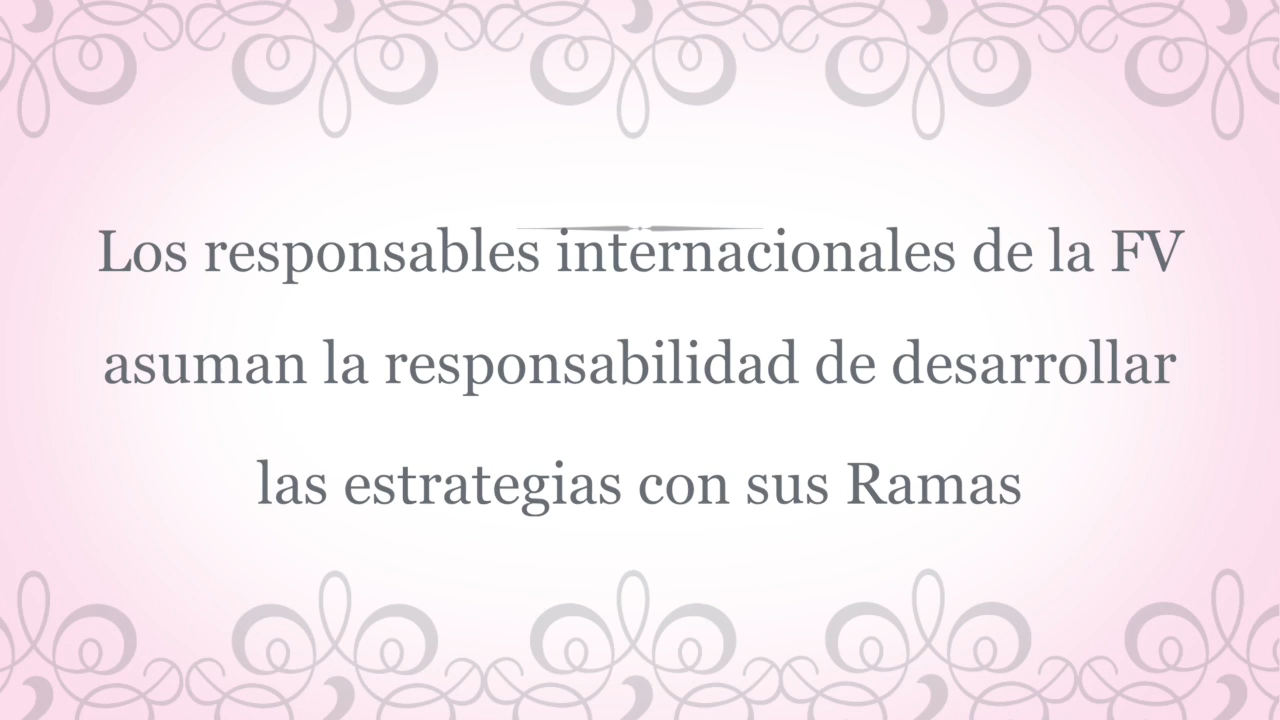 Los responsables internacionales de la FV
asuman la responsabilidad de desarrollar
las estrategias con sus Ramas